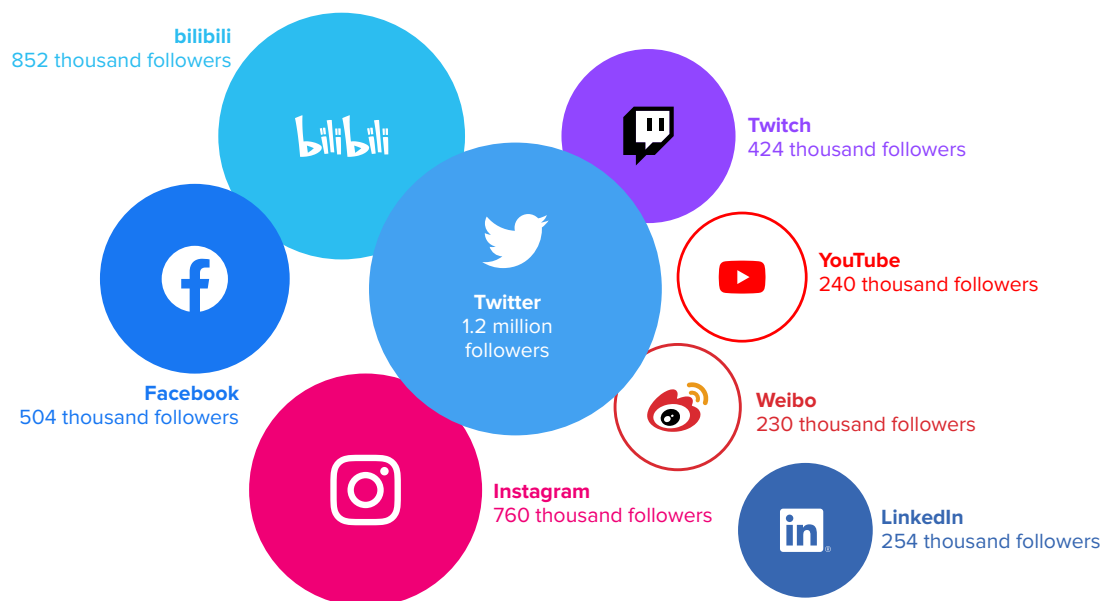 bilibili
852 thousand followers
bilibili
Twitch
424 thousand followers
YouTube
240 thousand followers
Twitter
1.2 million
followers
Facebook
504 thousand followers
Weibo
230 thousand followers
Instagram
760 thousand followers
in®
LinkedIn
254 thousand followers